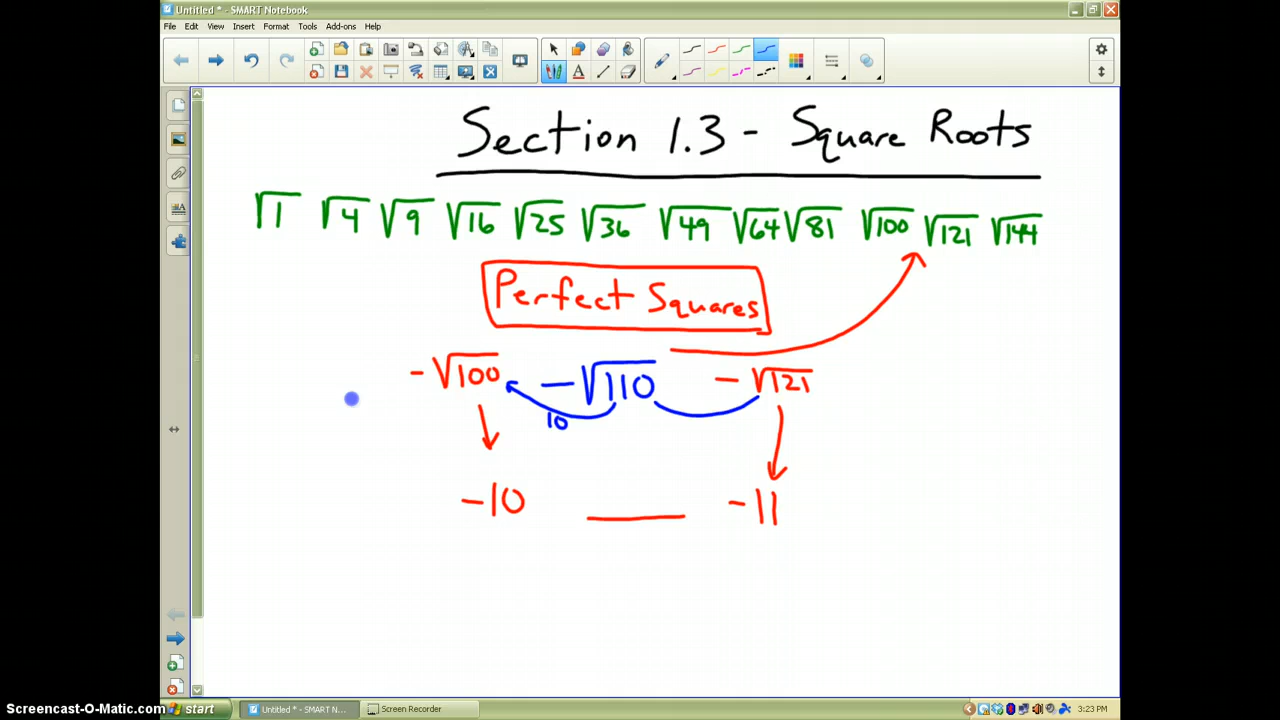 Untitled * - SMART Notebook
File Edit View Insert Format Tools Add-ons Help
Section 1.3 - Square Roots
√1 √4 √9 √16 √25 √36 √49 √64 √81 √100 √121 √144
Perfect Squares
-√100 -√110 -√121
10
-10 ____ -11
Screencast-O-Matic.com start Untitled * - SMART N... Screen Recorder 3:23 PM